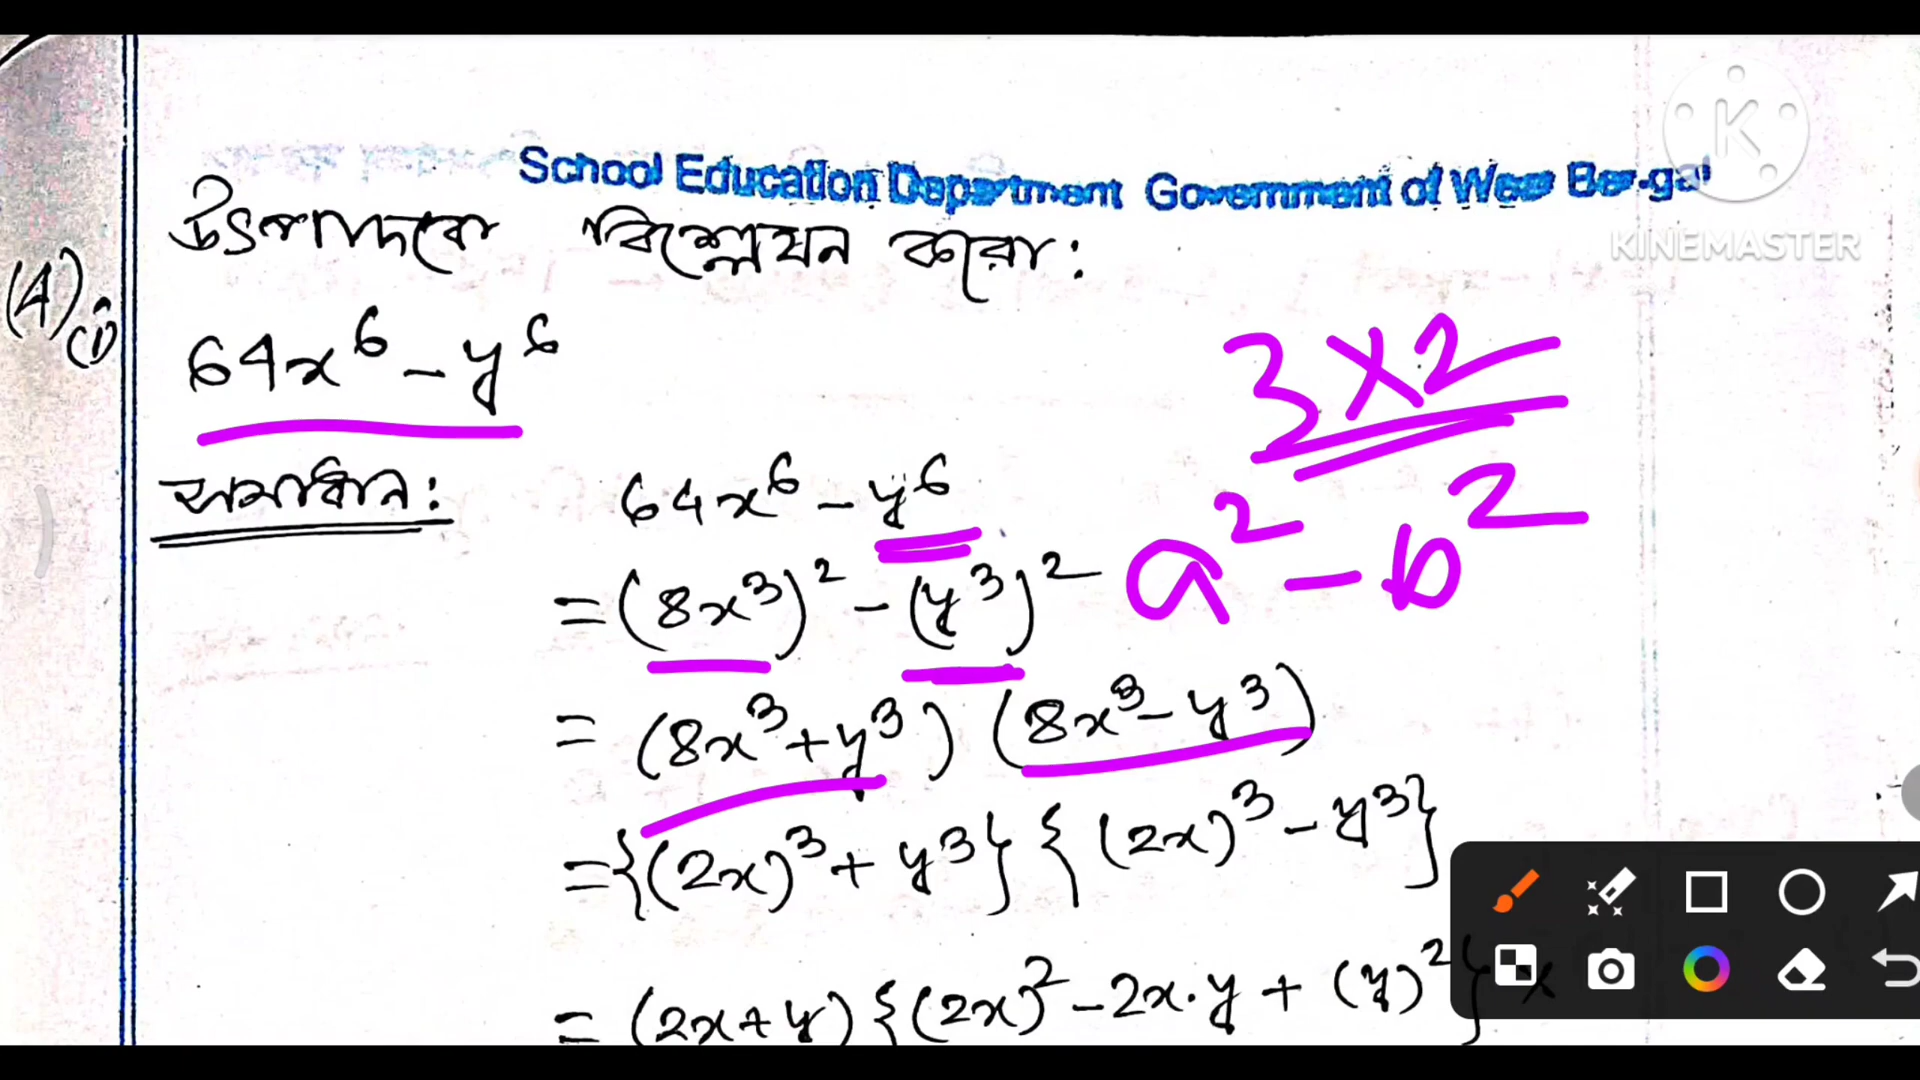 School Education Department Government of West Bengal
K
KINEMASTER
উৎপাদকে বিশ্লেষন করো :
(A) (i)
64x⁶ - y⁶
3 x 2
সমাধান :
64x⁶ - y⁶
a² - b²
= (8x³)² - (y³)²
= (8x³ + y³) (8x³ - y³)
= {(2x)³ + y³} {(2x)³ - y³}
= (2x + y) {(2x)² - 2x.y + (y)²} x